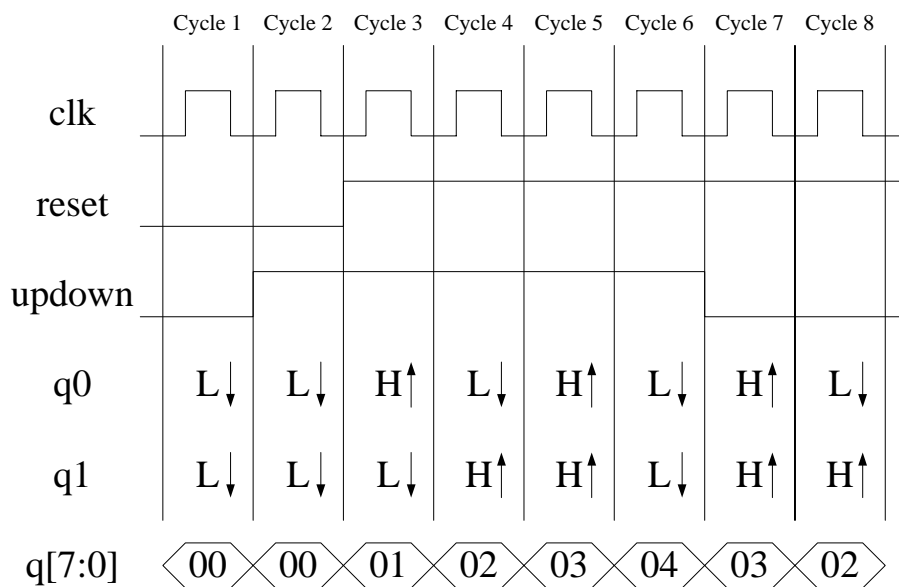 Cycle 1 Cycle 2 Cycle 3 Cycle 4 Cycle 5 Cycle 6 Cycle 7 Cycle 8
clk
reset
updown
q0 L L H L H L H L
q1 L L L H H L H H
q[7:0] 00 00 01 02 03 04 03 02